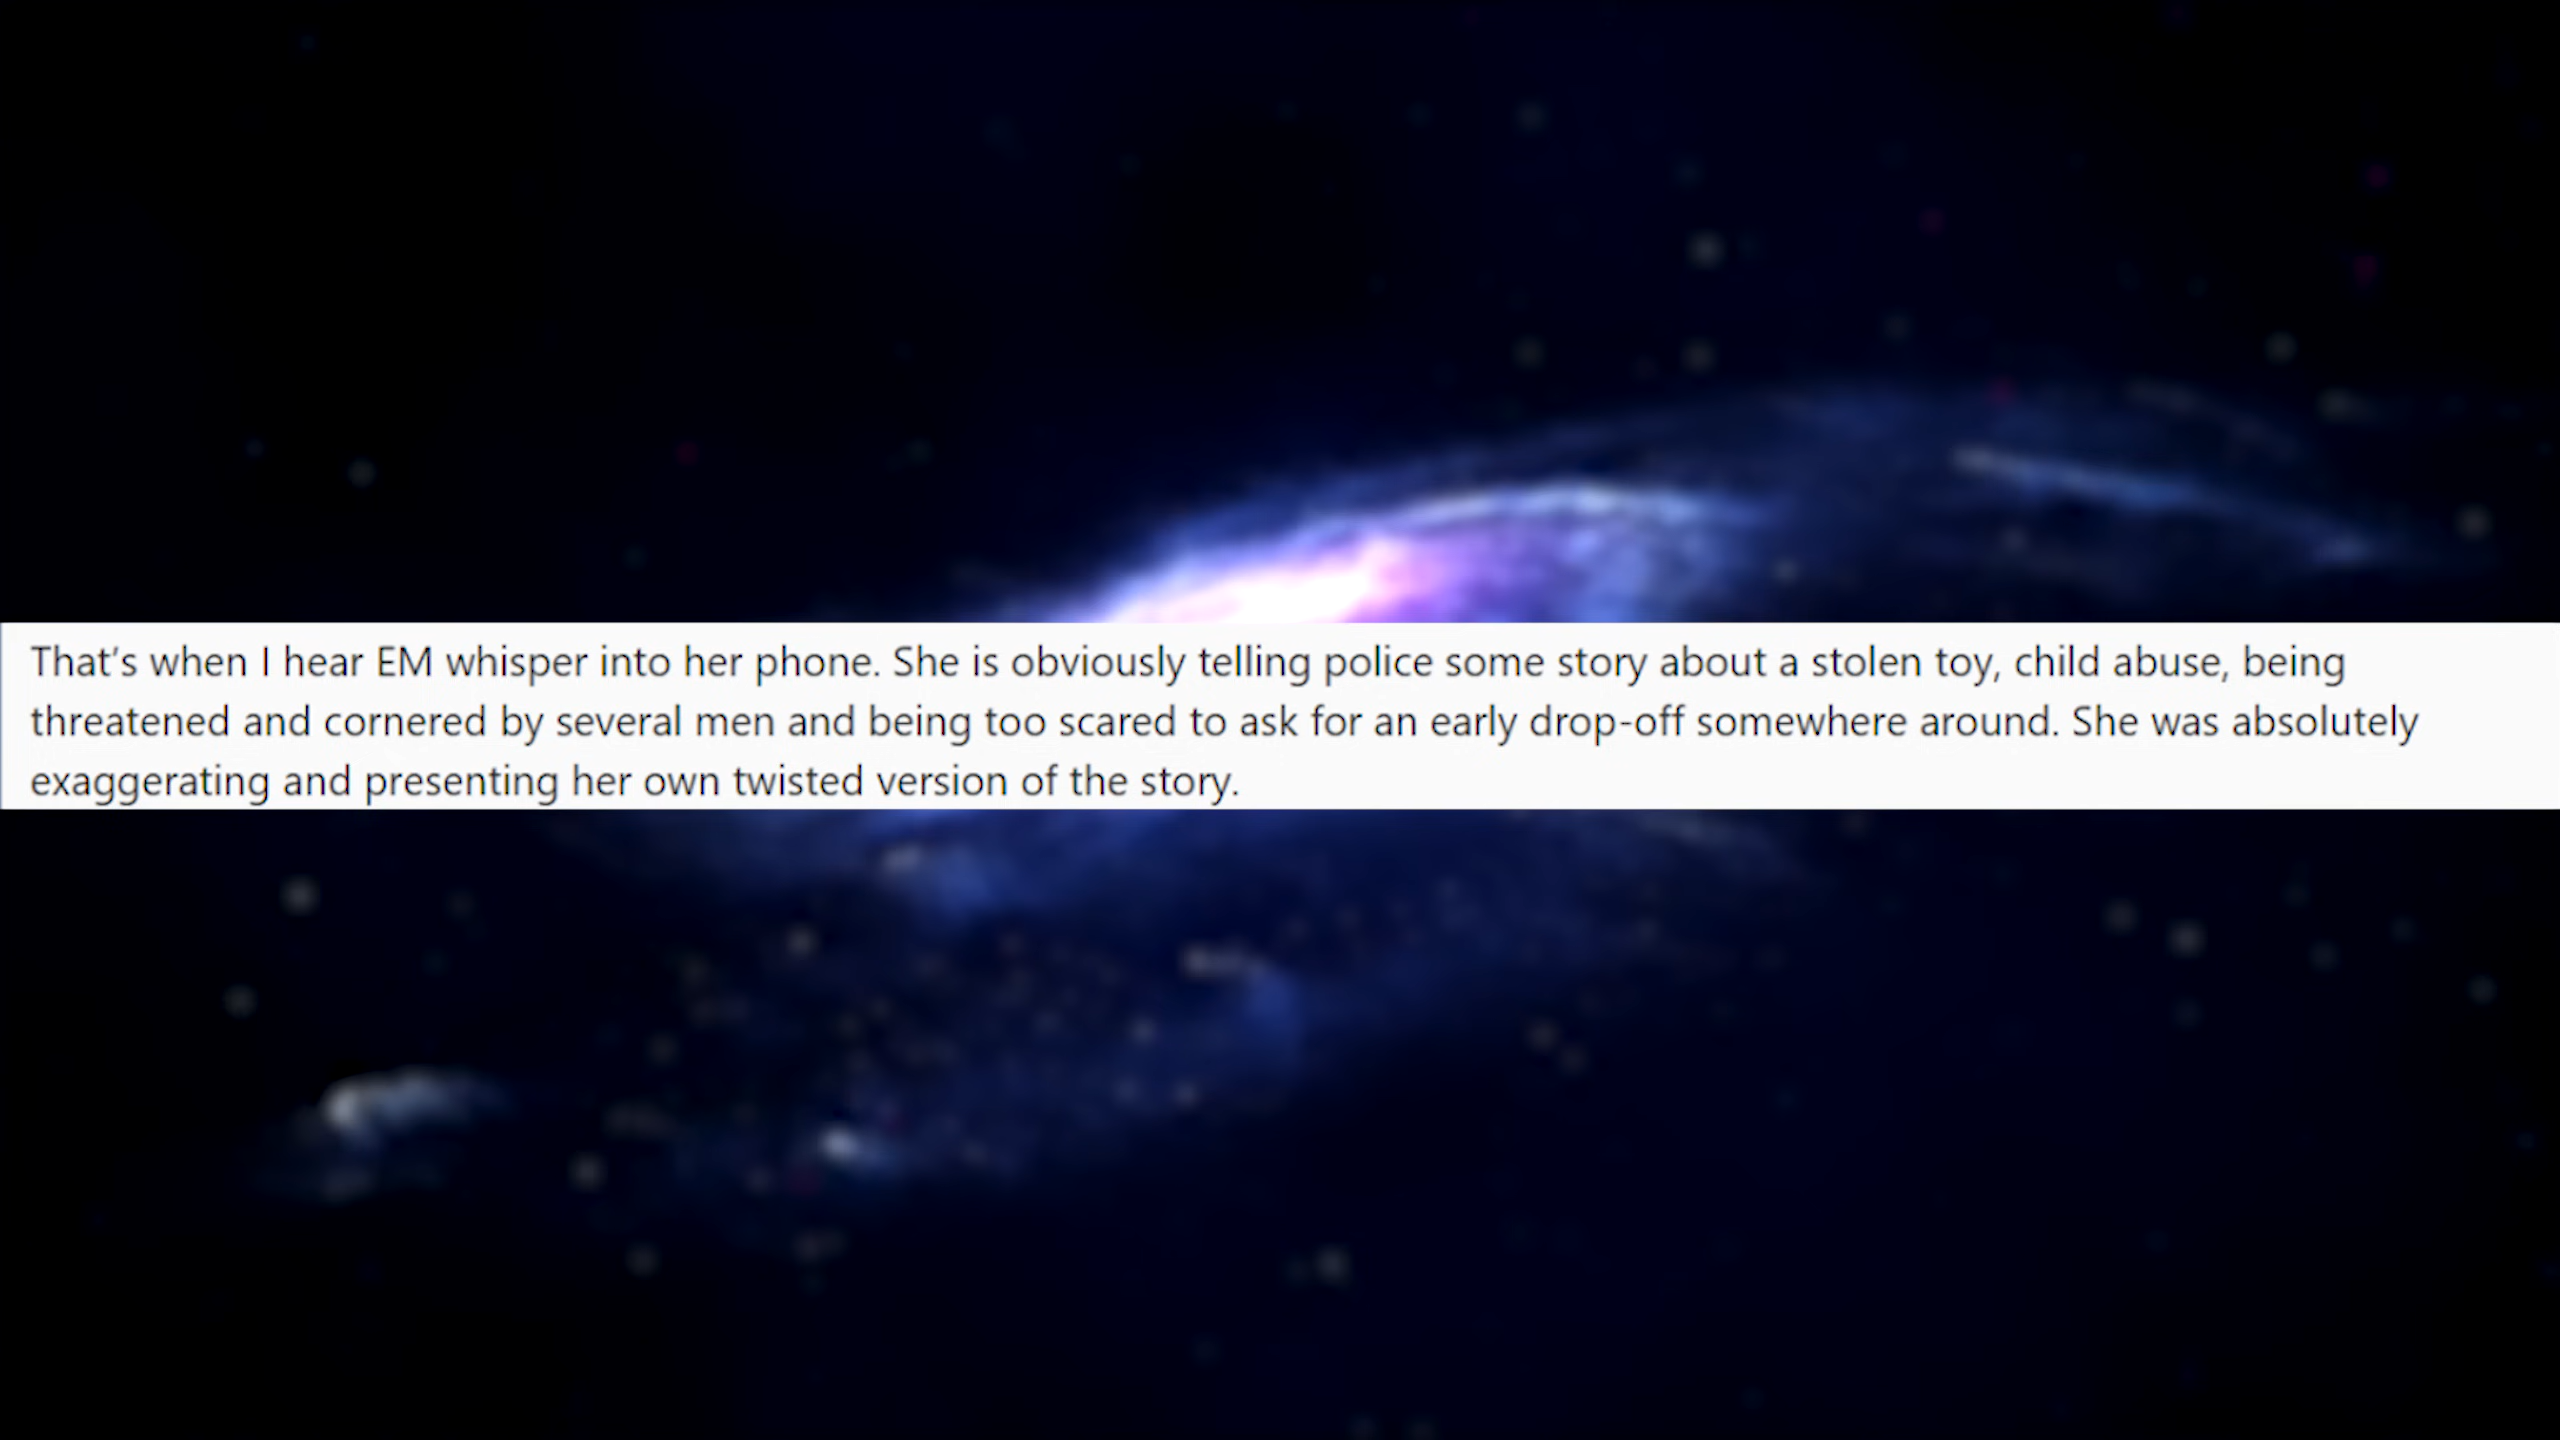 That's when I hear EM whisper into her phone. She is obviously telling police some story about a stolen toy, child abuse, being
threatened and cornered by several men and being too scared to ask for an early drop-off somewhere around. She was absolutely
exaggerating and presenting her own twisted version of the story.